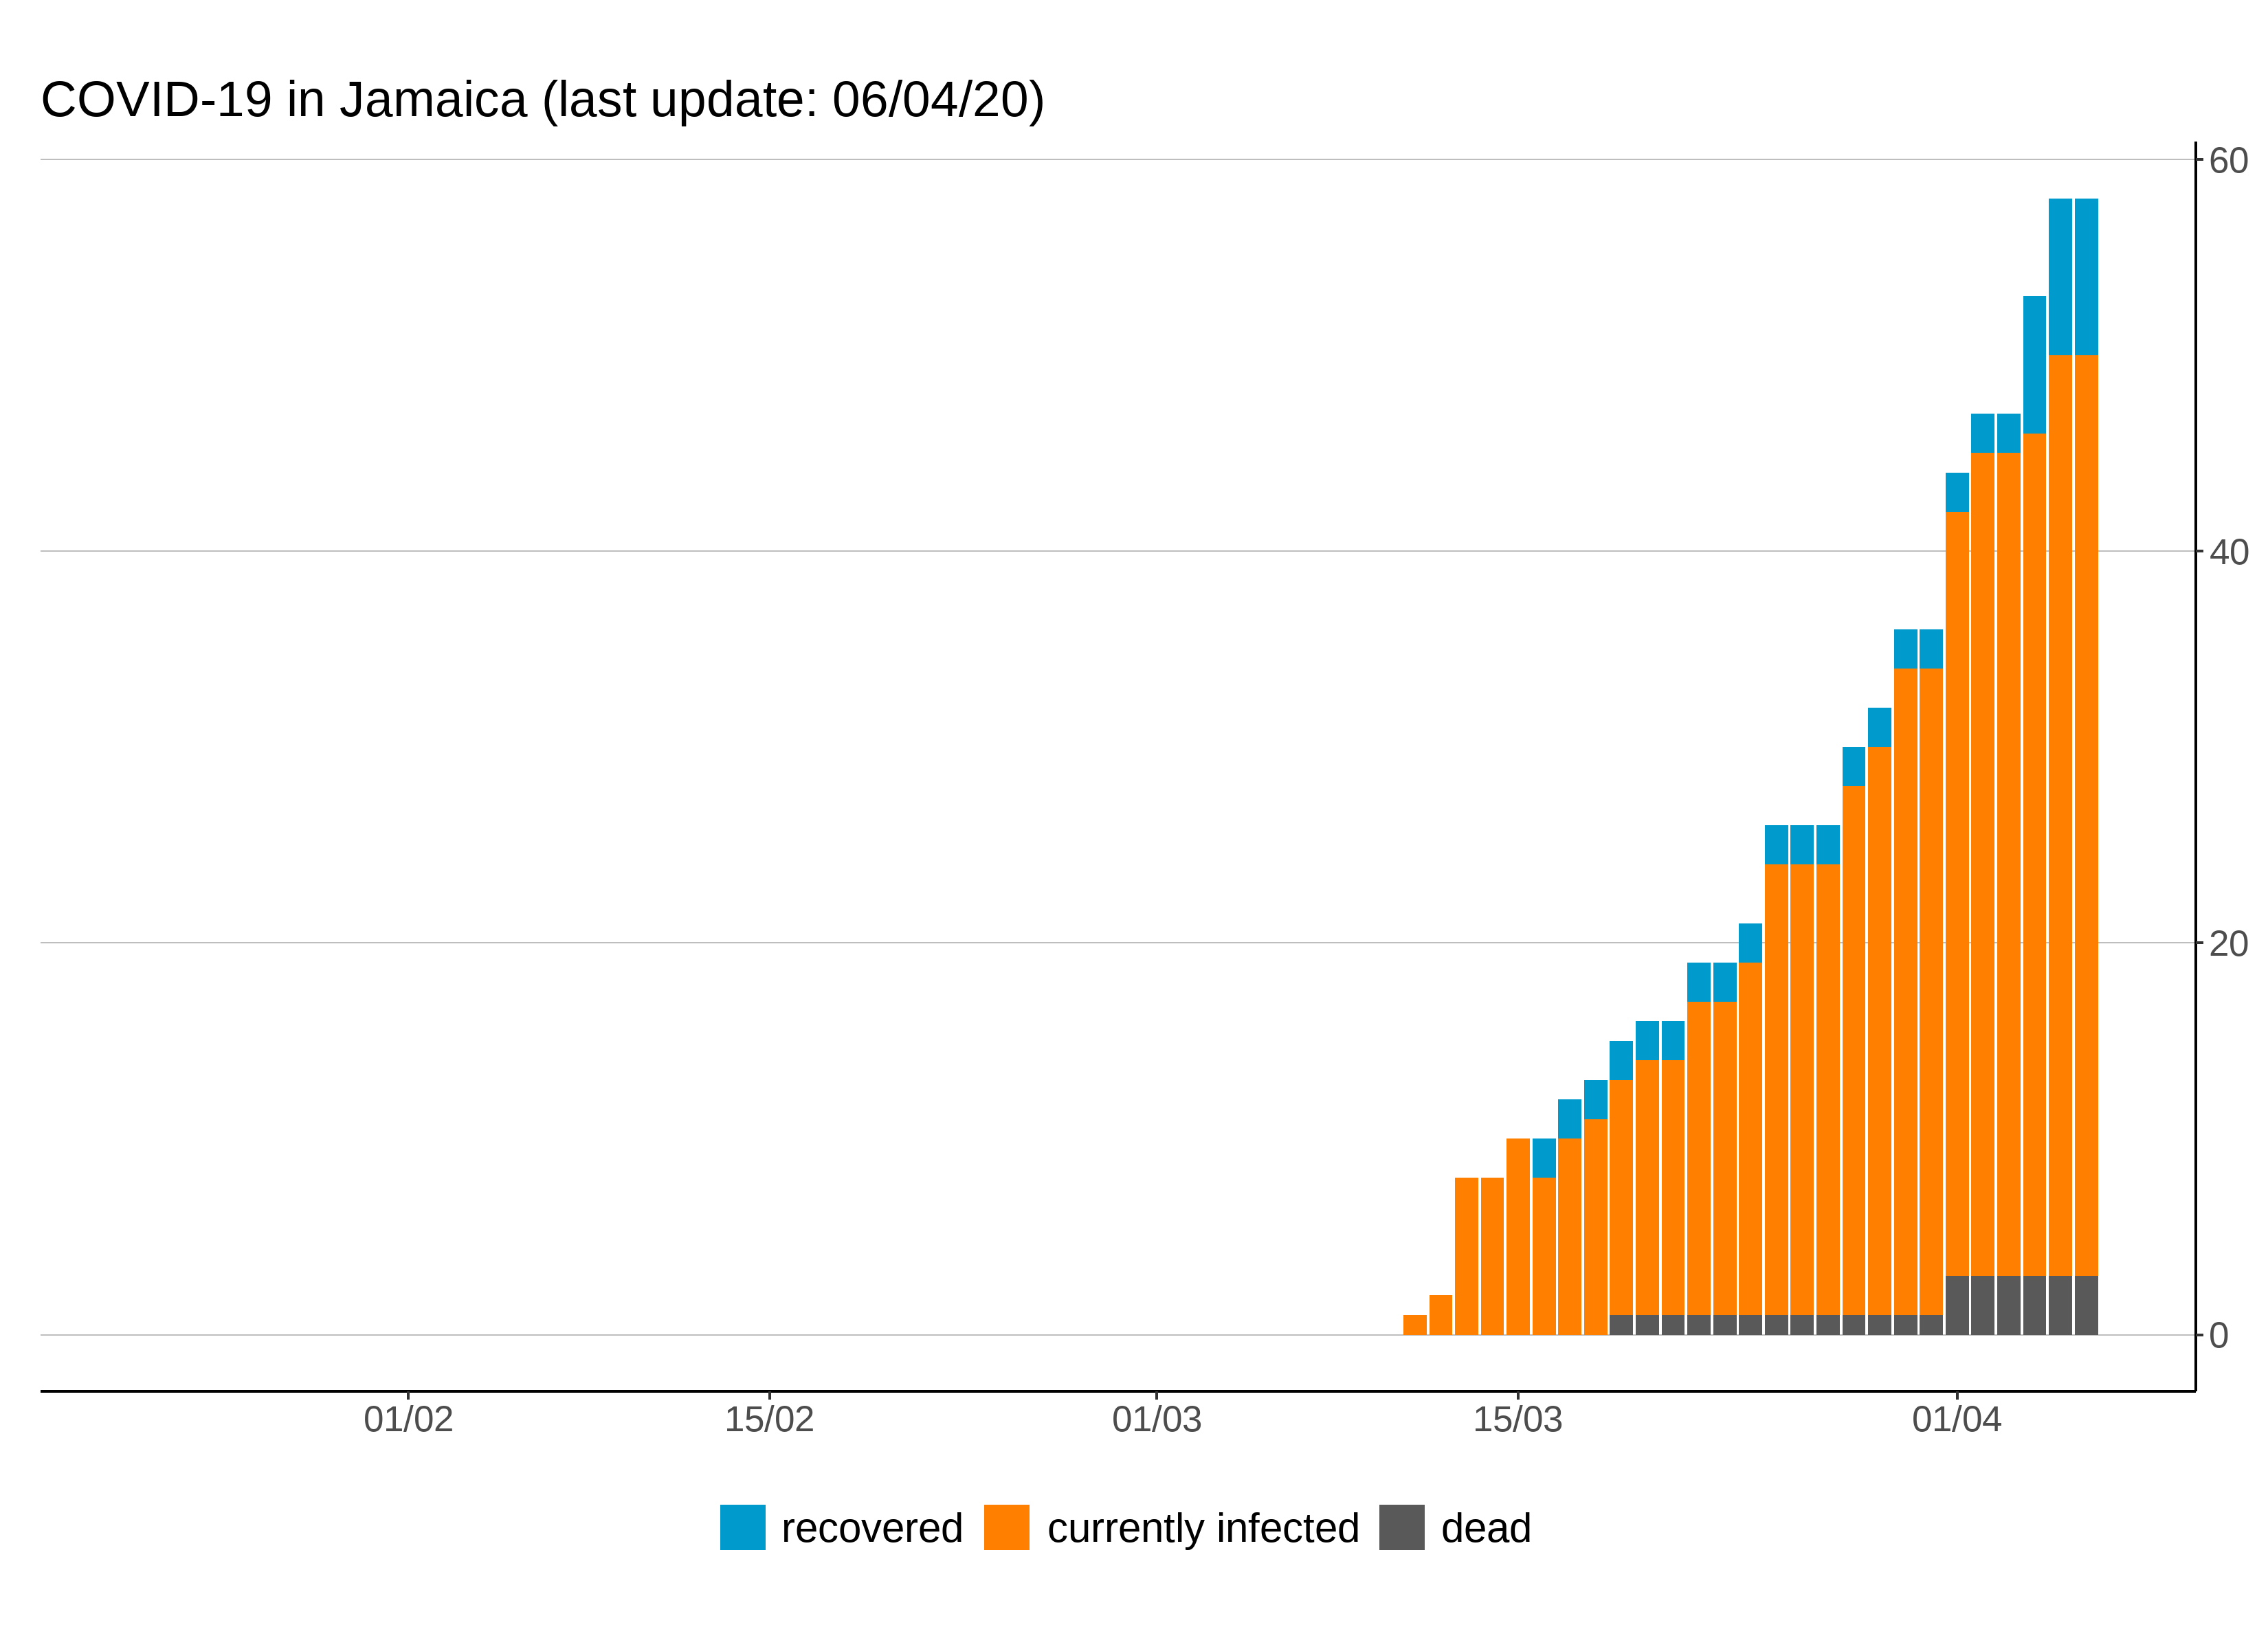 COVID-19 in Jamaica (last update: 06/04/20)
60
40
20
0
01/02 15/02 01/03 15/03 01/04
recovered currently infected dead